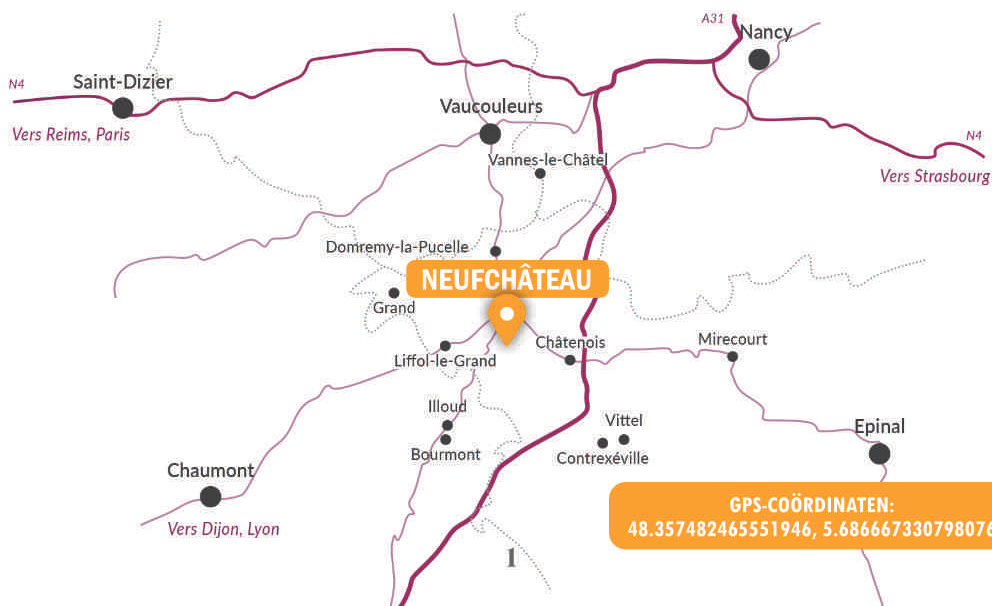 A31
Nancy
N4
Saint-Dizier
Vers Reims, Paris
Vaucouleurs
N4
Vannes-le-Châtel
Vers Strasbourg
Domremy-la-Pucelle
NEUFCHÂTEAU
Grand
Châtenois
Mirecourt
Liffol-le-Grand
Illoud
Vittel
Epinal
Bourmont
Contrexéville
Chaumont
Vers Dijon, Lyon
GPS-COÖRDINATEN:
48.357482465551946, 5.686667330798076
1